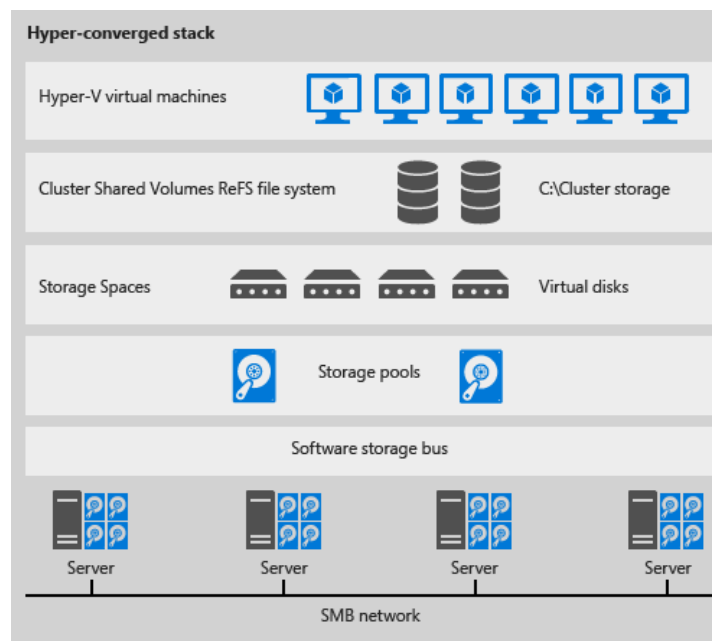 Hyper-converged stack
Hyper-V virtual machines
Cluster Shared Volumes ReFS file system
C:\Cluster storage
Storage Spaces
Virtual disks
Storage pools
Software storage bus
Server
Server
Server
Server
SMB network